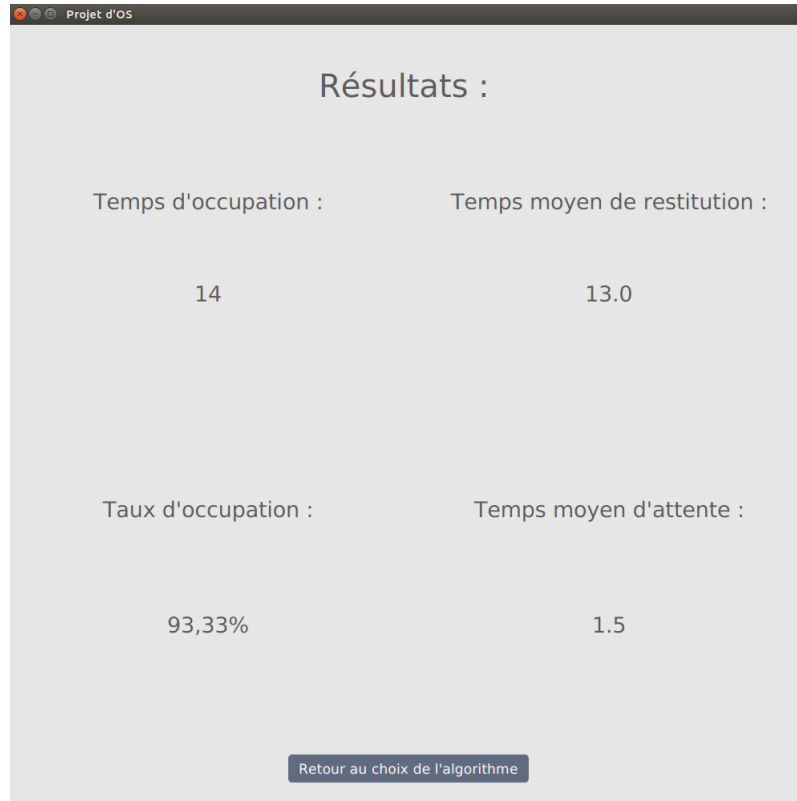 Projet d'OS
Résultats :
Temps d'occupation :
Temps moyen de restitution :
14
13.0
Taux d'occupation :
Temps moyen d'attente :
93,33%
1.5
Retour au choix de l'algorithme